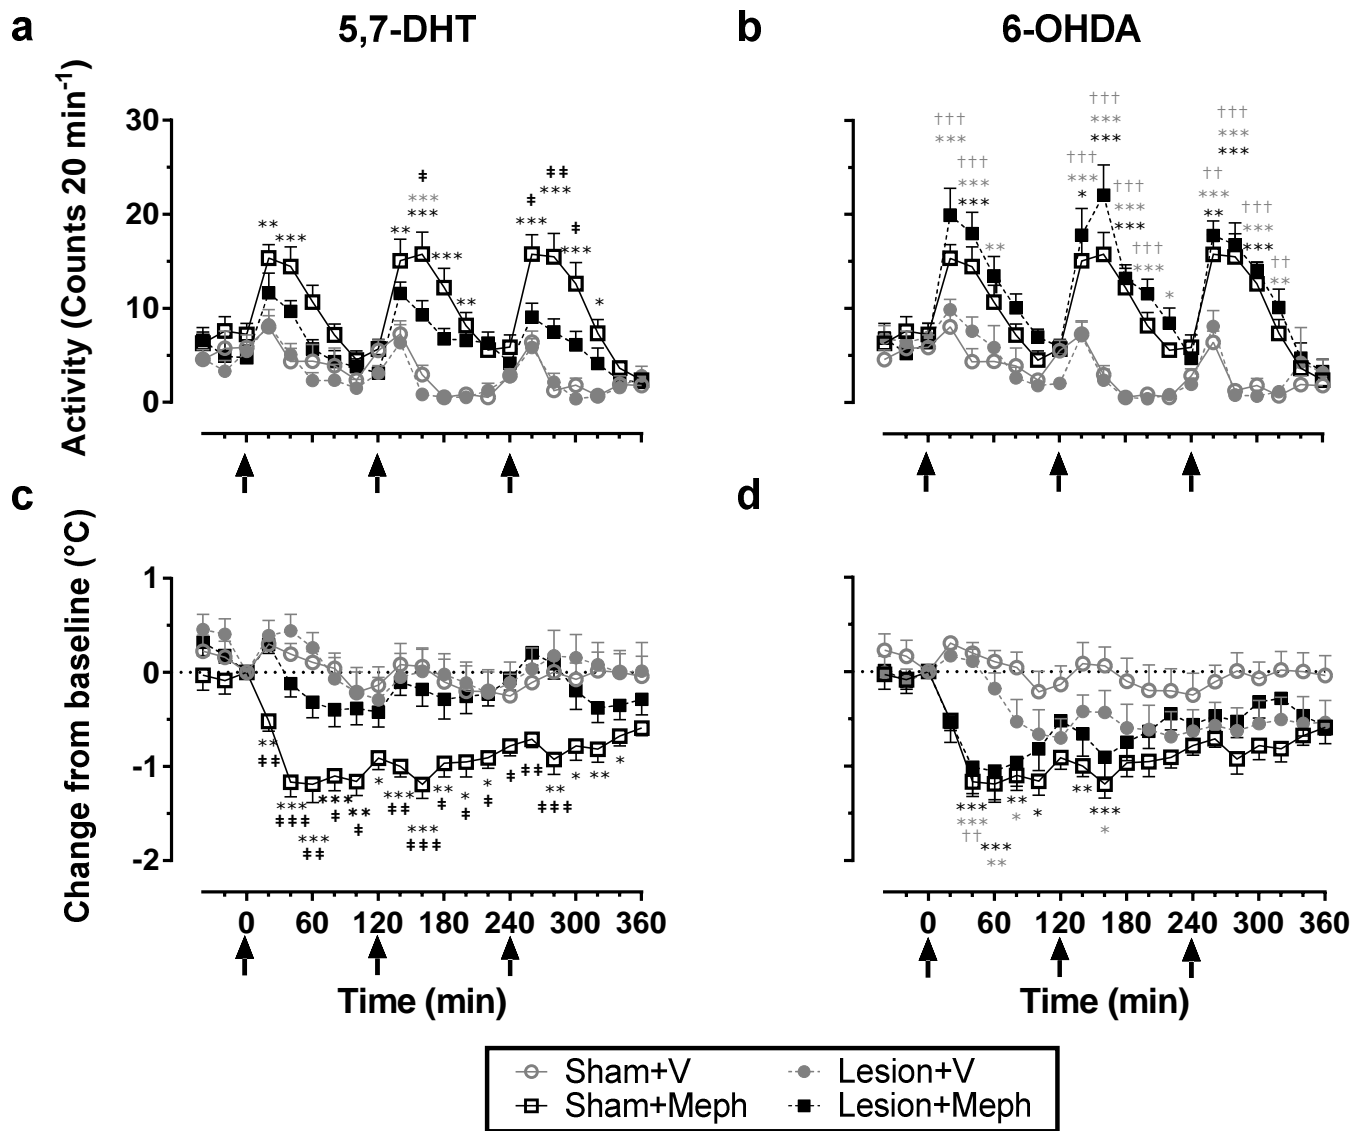 a
5,7-DHT
b
6-OHDA
Activity (Counts 20 min-1)
30
20
10
0
** *** ** *** *** ‡ *** ** *** ‡ *** ‡‡ *** ‡ *
††† *** ††† *** *** ** ††† *** * ††† *** *** ††† *** *** ††† *** * †† *** ** ††† *** *** ††† *** *** †† **
c
d
Change from baseline (°C)
1
0
-1
-2
** ‡‡ *** ‡‡‡ *** ‡‡ *** ‡ ** ‡ * *** ‡‡ *** ‡‡‡ ** ‡ * ‡ * ‡ ‡ ‡‡ ** ‡‡‡ * ** *
*** *** †† *** ** ** * * ** *** *
0 60 120 180 240 300 360
0 60 120 180 240 300 360
Time (min)
Time (min)
Sham+V
Lesion+V
Sham+Meph
Lesion+Meph